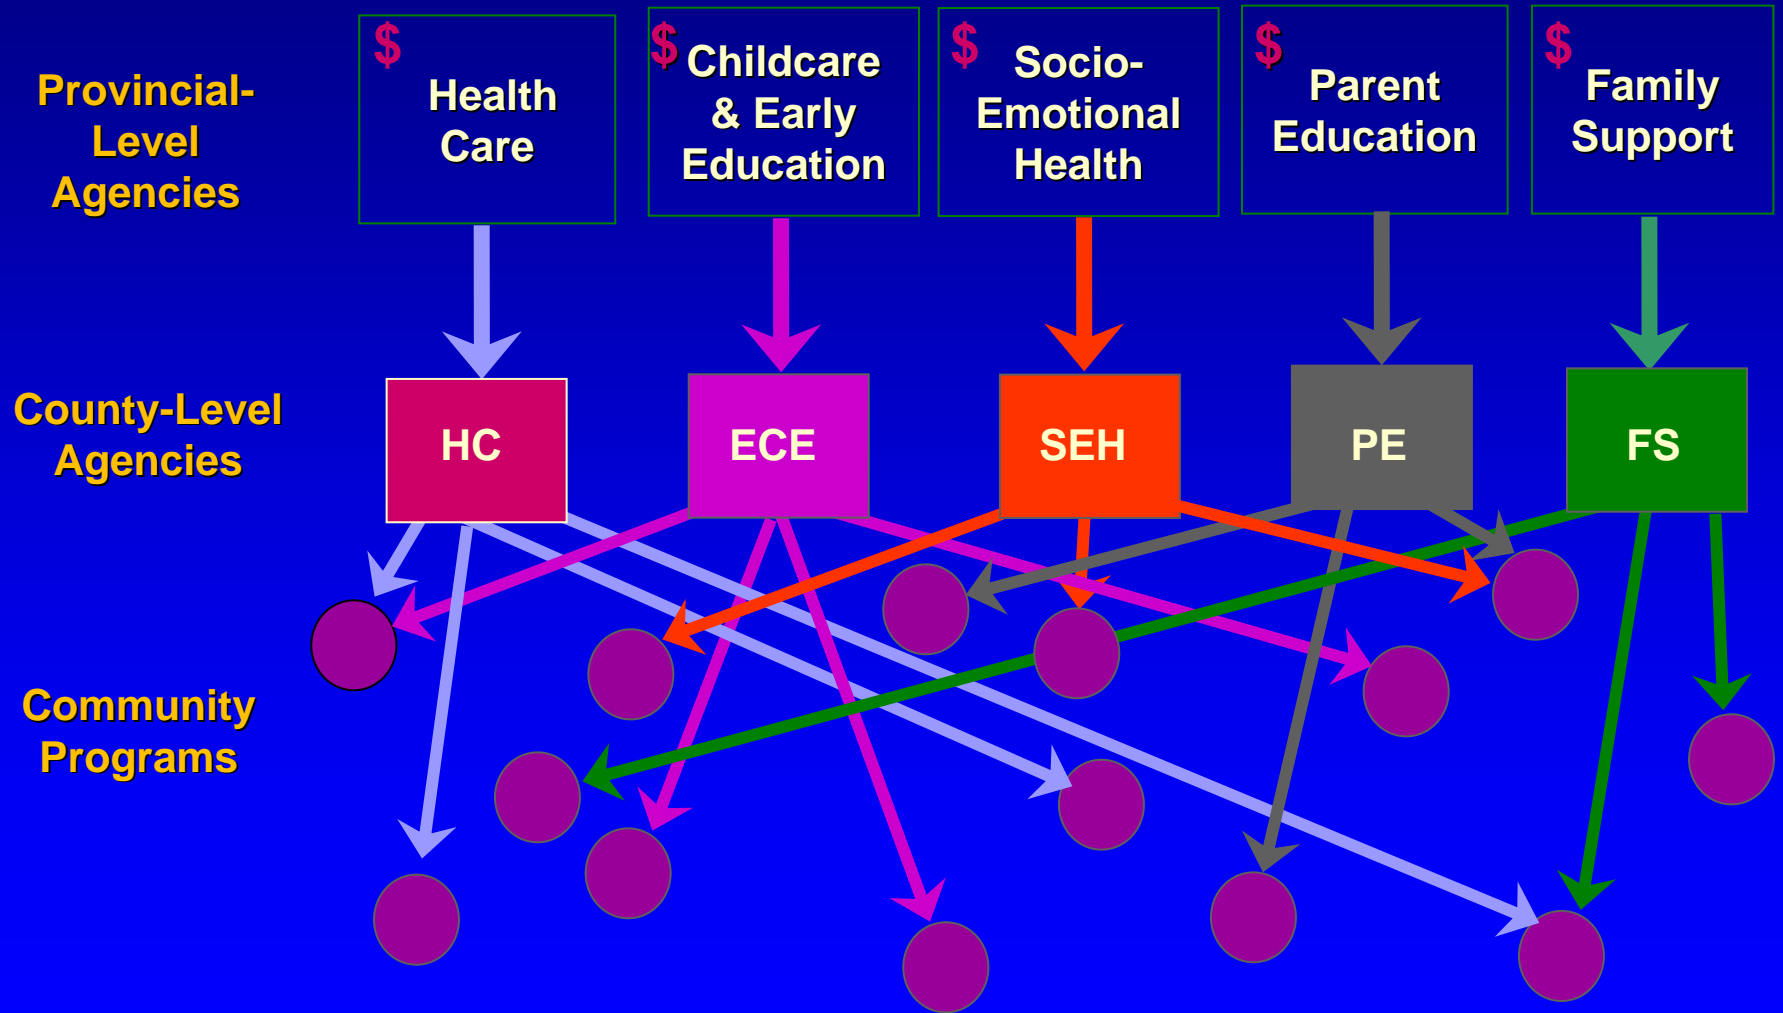 Provincial-
Level
Agencies
$
Health
Care
$
Childcare
& Early
Education
$
Socio-
Emotional
Health
$
Parent
Education
$
Family
Support
County-Level
Agencies
HC
ECE
SEH
PE
FS
Community
Programs